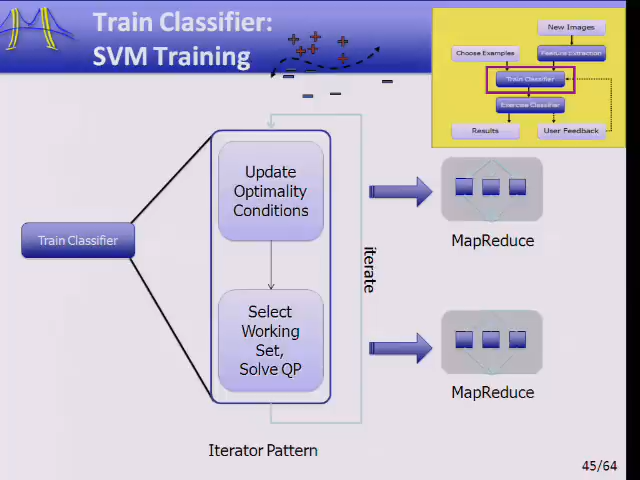 Train Classifier:
SVM Training
New Images
Choose Examples
Feature Extraction
Train Classifier
Exercise Classifier
Results
User Feedback
Update
Optimality
Conditions
MapReduce
Train Classifier
iterate
Select
Working
Set,
Solve QP
MapReduce
Iterator Pattern
45/64